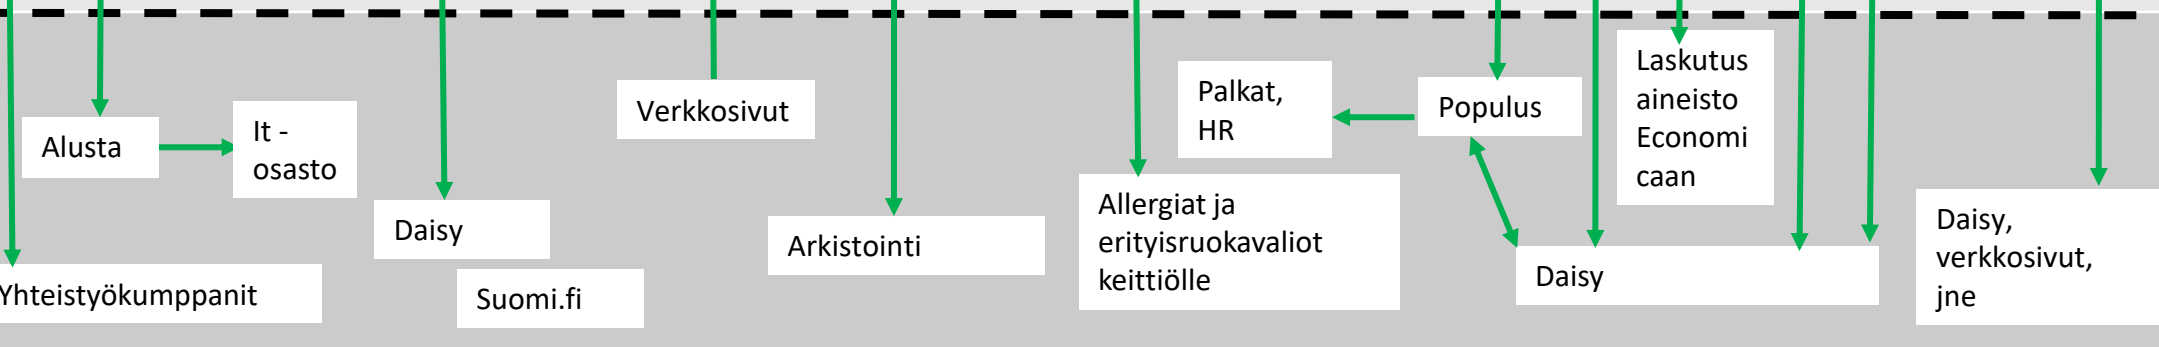 Alusta
It -
osasto
Yhteistyökumppanit
Daisy
Suomi.fi
Verkkosivut
Arkistointi
Allergiat ja
erityisruokavaliot
keittiölle
Palkat,
HR
Populus
Laskutus
aineisto
Economi
caan
Daisy
Daisy,
verkkosivut,
jne